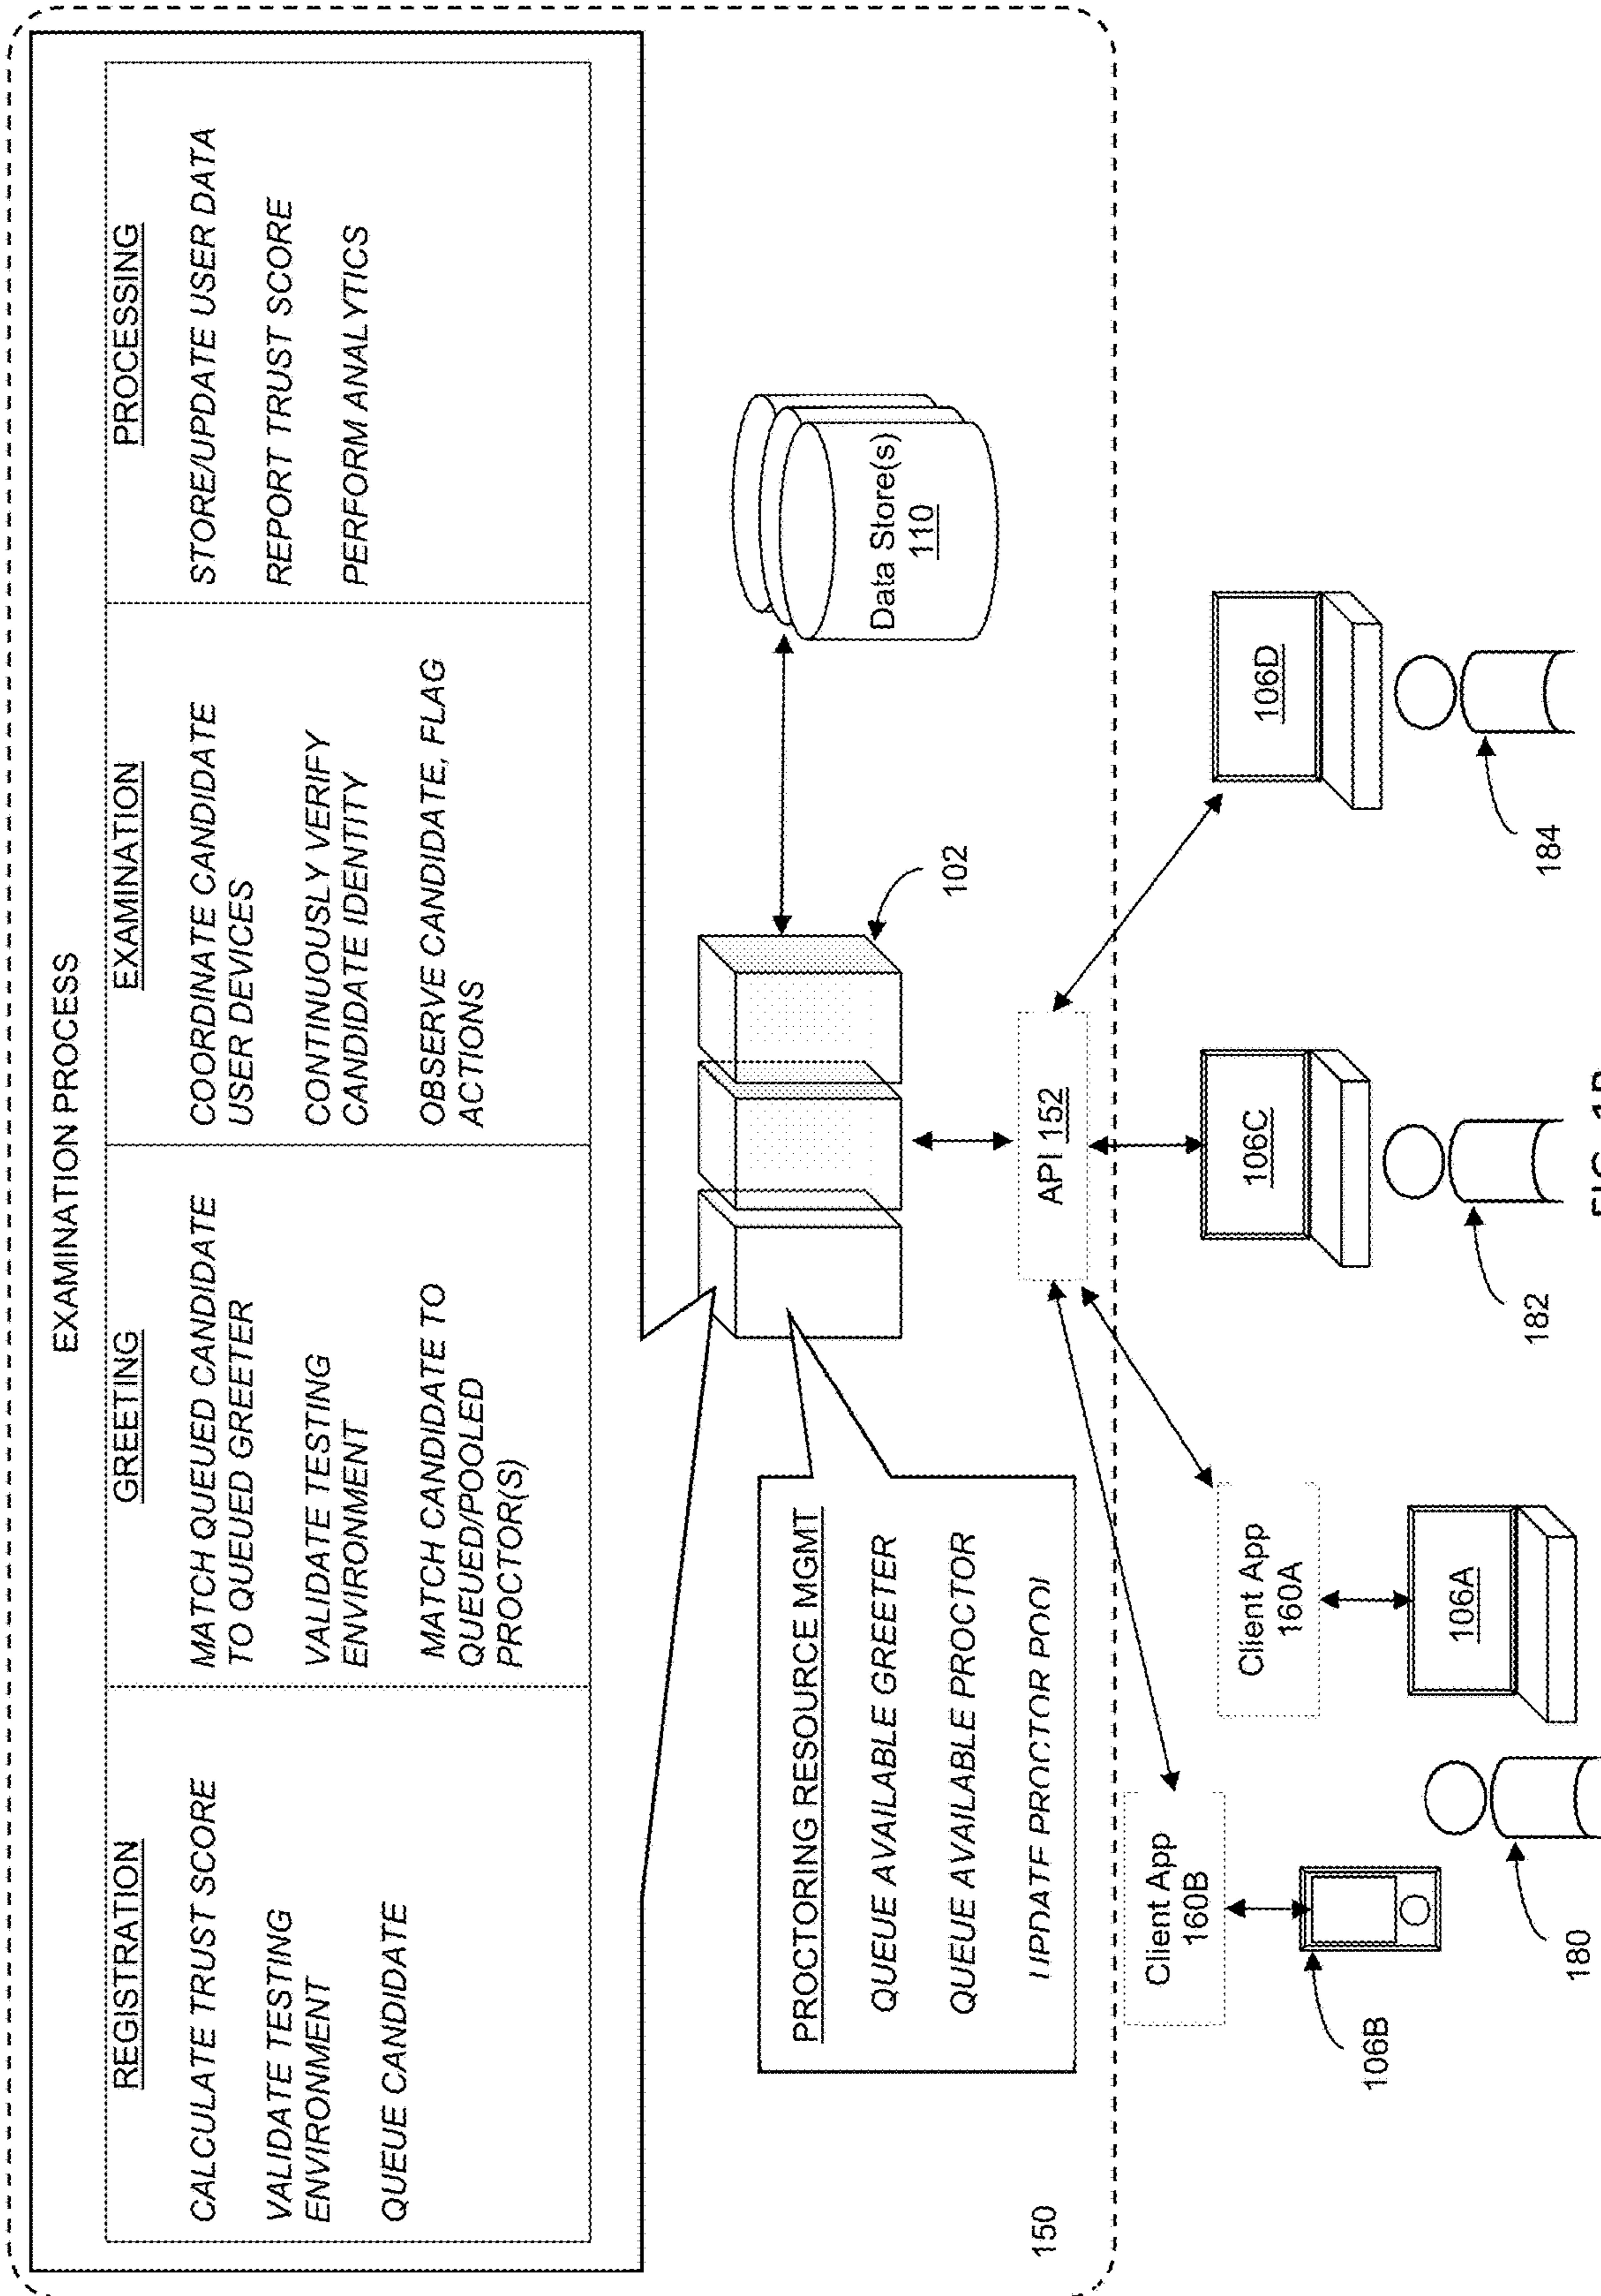 EXAMINATION PROCESS
REGISTRATION
CALCULATE TRUST SCORE
VALIDATE TESTING
ENVIRONMENT
QUEUE CANDIDATE
GREETING
MATCH QUEUED CANDIDATE
TO QUEUED GREETER
VALIDATE TESTING
ENVIRONMENT
MATCH CANDIDATE TO
QUEUED/POOLED
PROCTOR(S)
EXAMINATION
COORDINATE CANDIDATE
USER DEVICES
CONTINUOUSLY VERIFY
CANDIDATE IDENTITY
OBSERVE CANDIDATE, FLAG
ACTIONS
PROCESSING
STORE/UPDATE USER DATA
REPORT TRUST SCORE
PERFORM ANALYTICS
PROCTORING RESOURCE MGMT
QUEUE AVAILABLE GREETER
QUEUE AVAILABLE PROCTOR
UPDATE PROCTOR POOL
102
Data Store(s)
110
150
API 152
Client App
160B
Client App
160A
106B
106A
106C
106D
180
182
184